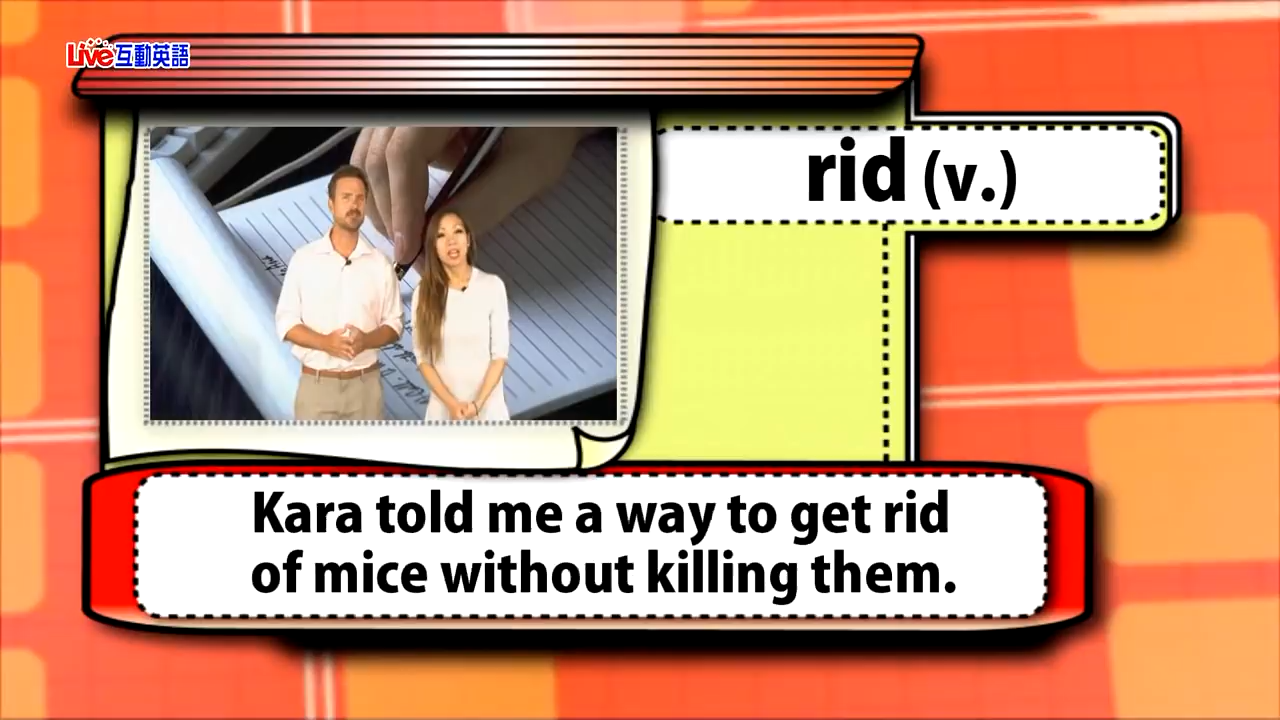 Live互動英語
rid (v.)
Kara told me a way to get rid
of mice without killing them.